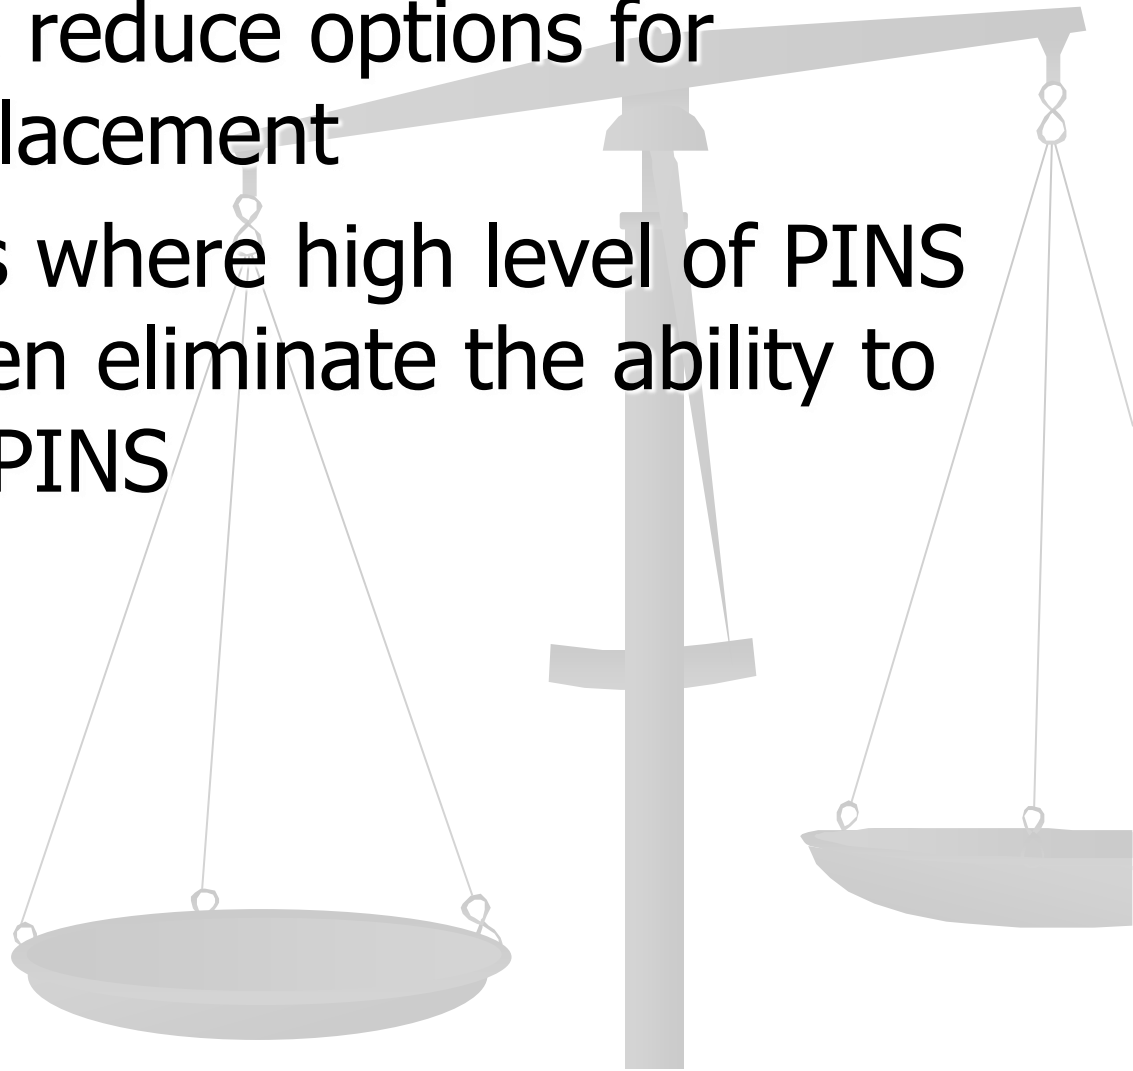 reduce options for
lacement
s where high level of PINS
en eliminate the ability to
PINS